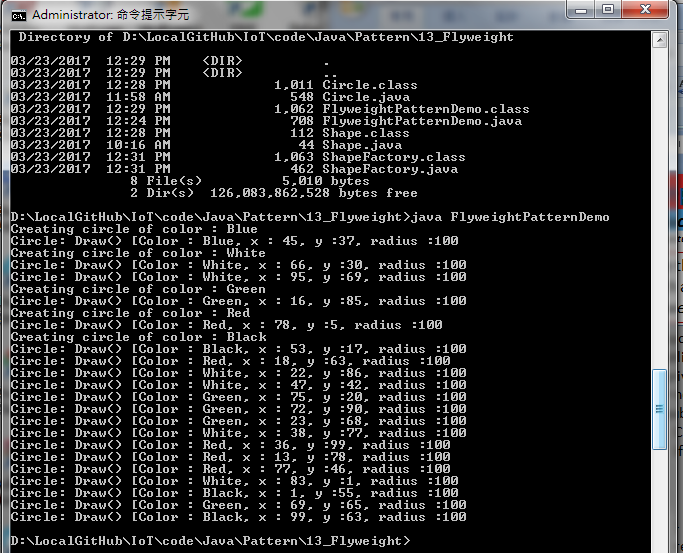 Administrator: 命令提示字元
Directory of D:\LocalGitHub\IoT\code\Java\Pattern\13_Flyweight
03/23/2017  12:29 PM    <DIR>          .
03/23/2017  12:29 PM    <DIR>          ..
03/23/2017  12:28 PM             1,011 Circle.class
03/23/2017  11:58 AM               548 Circle.java
03/23/2017  12:29 PM             1,062 FlyweightPatternDemo.class
03/23/2017  12:24 PM               708 FlyweightPatternDemo.java
03/23/2017  12:28 PM               112 Shape.class
03/23/2017  10:16 AM                44 Shape.java
03/23/2017  12:31 PM             1,063 ShapeFactory.class
03/23/2017  12:31 PM               462 ShapeFactory.java
8 File(s)          5,010 bytes
2 Dir(s)  126,083,862,528 bytes free
D:\LocalGitHub\IoT\code\Java\Pattern\13_Flyweight>java FlyweightPatternDemo
Creating circle of color : Blue
Circle: Draw() [Color : Blue, x : 45, y :37, radius :100
Creating circle of color : White
Circle: Draw() [Color : White, x : 66, y :30, radius :100
Circle: Draw() [Color : White, x : 95, y :69, radius :100
Creating circle of color : Green
Circle: Draw() [Color : Green, x : 16, y :85, radius :100
Creating circle of color : Red
Circle: Draw() [Color : Red, x : 78, y :5, radius :100
Creating circle of color : Black
Circle: Draw() [Color : Black, x : 53, y :17, radius :100
Circle: Draw() [Color : Red, x : 18, y :63, radius :100
Circle: Draw() [Color : White, x : 22, y :86, radius :100
Circle: Draw() [Color : White, x : 47, y :42, radius :100
Circle: Draw() [Color : Green, x : 75, y :20, radius :100
Circle: Draw() [Color : Green, x : 72, y :90, radius :100
Circle: Draw() [Color : Green, x : 23, y :68, radius :100
Circle: Draw() [Color : White, x : 38, y :77, radius :100
Circle: Draw() [Color : Red, x : 36, y :99, radius :100
Circle: Draw() [Color : Red, x : 13, y :78, radius :100
Circle: Draw() [Color : Red, x : 77, y :46, radius :100
Circle: Draw() [Color : White, x : 83, y :1, radius :100
Circle: Draw() [Color : Black, x : 1, y :55, radius :100
Circle: Draw() [Color : Green, x : 69, y :65, radius :100
Circle: Draw() [Color : Black, x : 99, y :63, radius :100
D:\LocalGitHub\IoT\code\Java\Pattern\13_Flyweight>